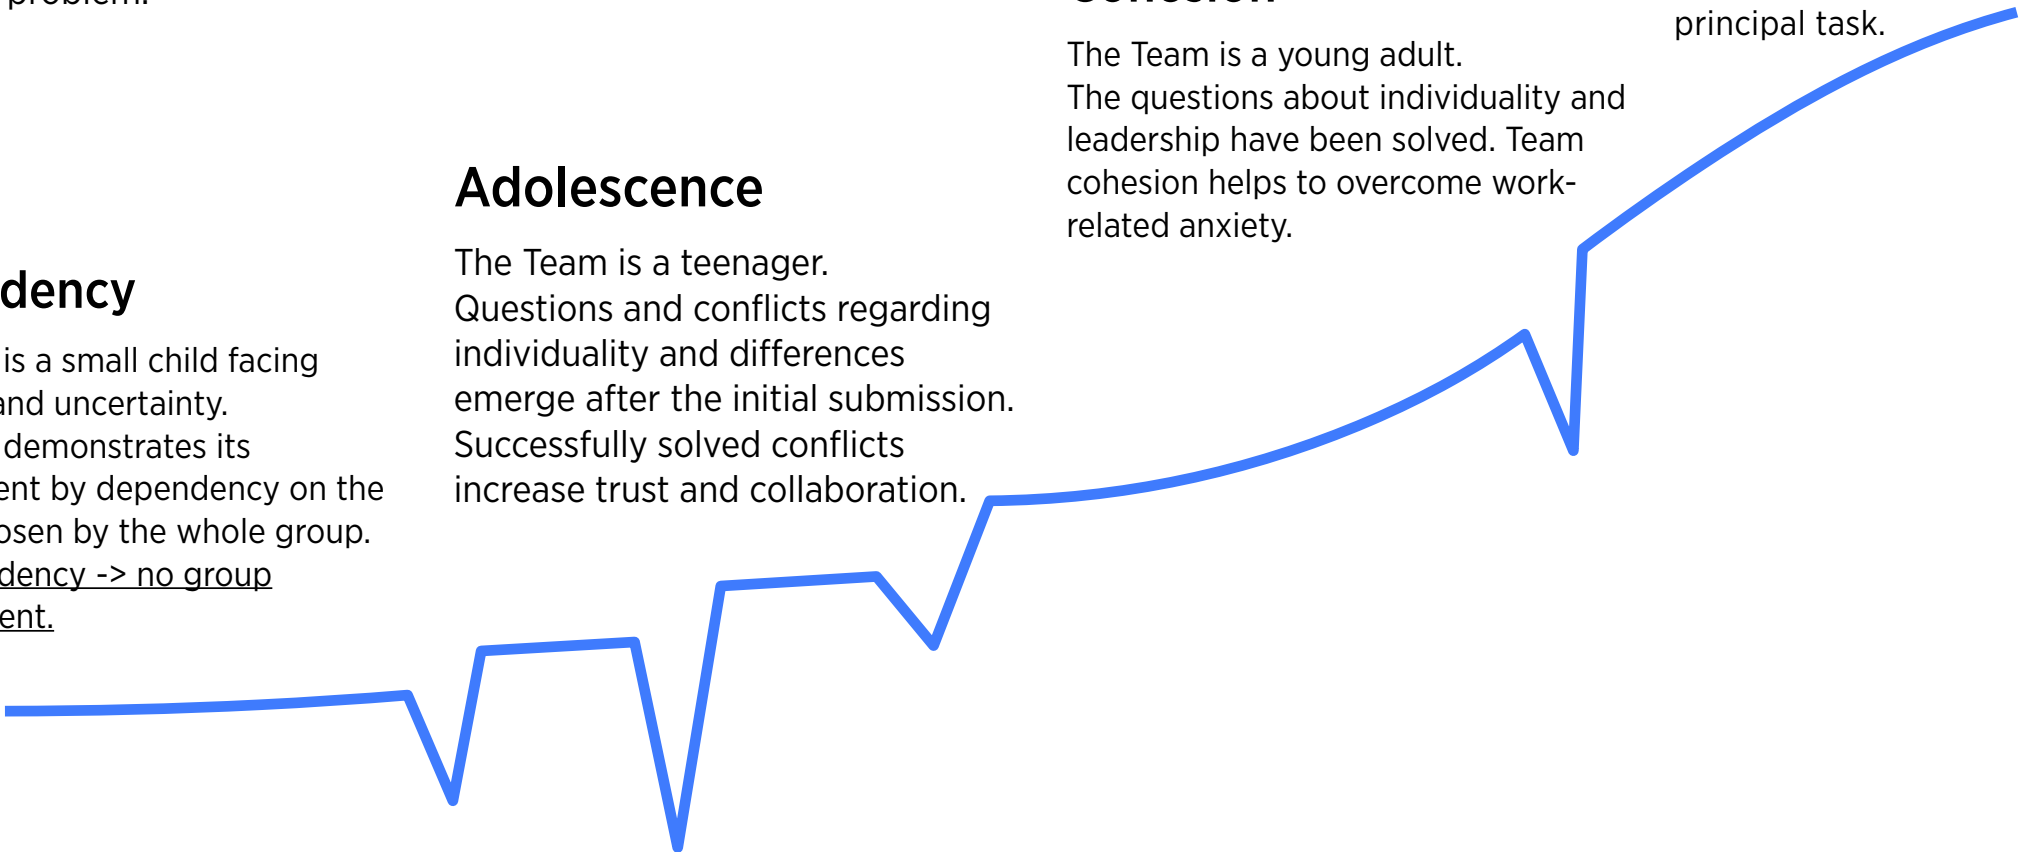 problem.
dency
is a small child facing
and uncertainty.
demonstrates its
ent by dependency on the
osen by the whole group.
dency -> no group
ent.
Adolescence
The Team is a teenager.
Questions and conflicts regarding
individuality and differences
emerge after the initial submission.
Successfully solved conflicts
increase trust and collaboration.
Cohesion
The Team is a young adult.
The questions about individuality and
leadership have been solved. Team
cohesion helps to overcome work-
related anxiety.
principal task.